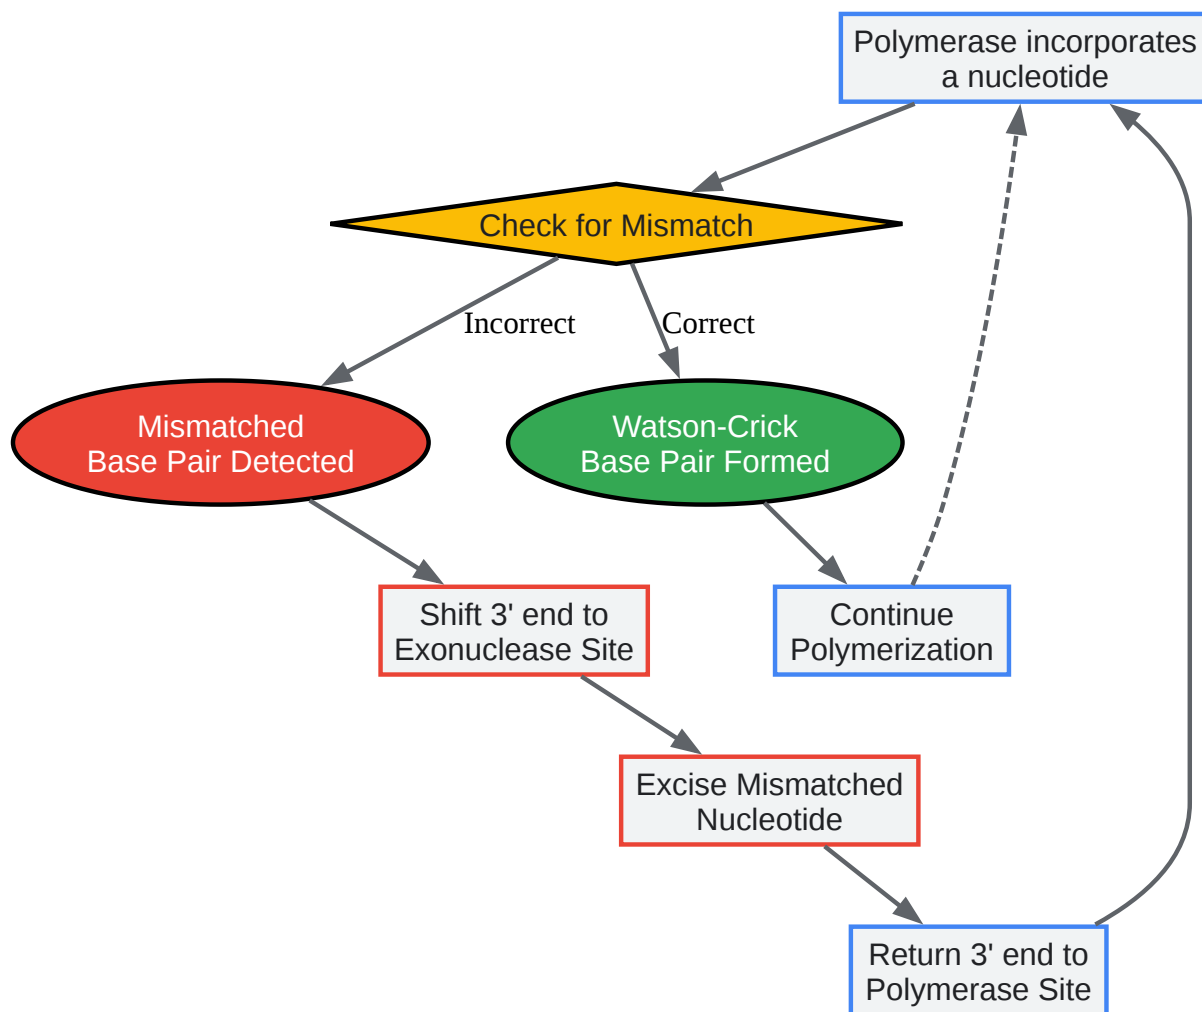 Polymerase incorporates
a nucleotide
Check for Mismatch
Incorrect
Correct
Mismatched
Base Pair Detected
Watson-Crick
Base Pair Formed
Shift 3' end to
Exonuclease Site
Continue
Polymerization
Excise Mismatched
Nucleotide
Return 3' end to
Polymerase Site